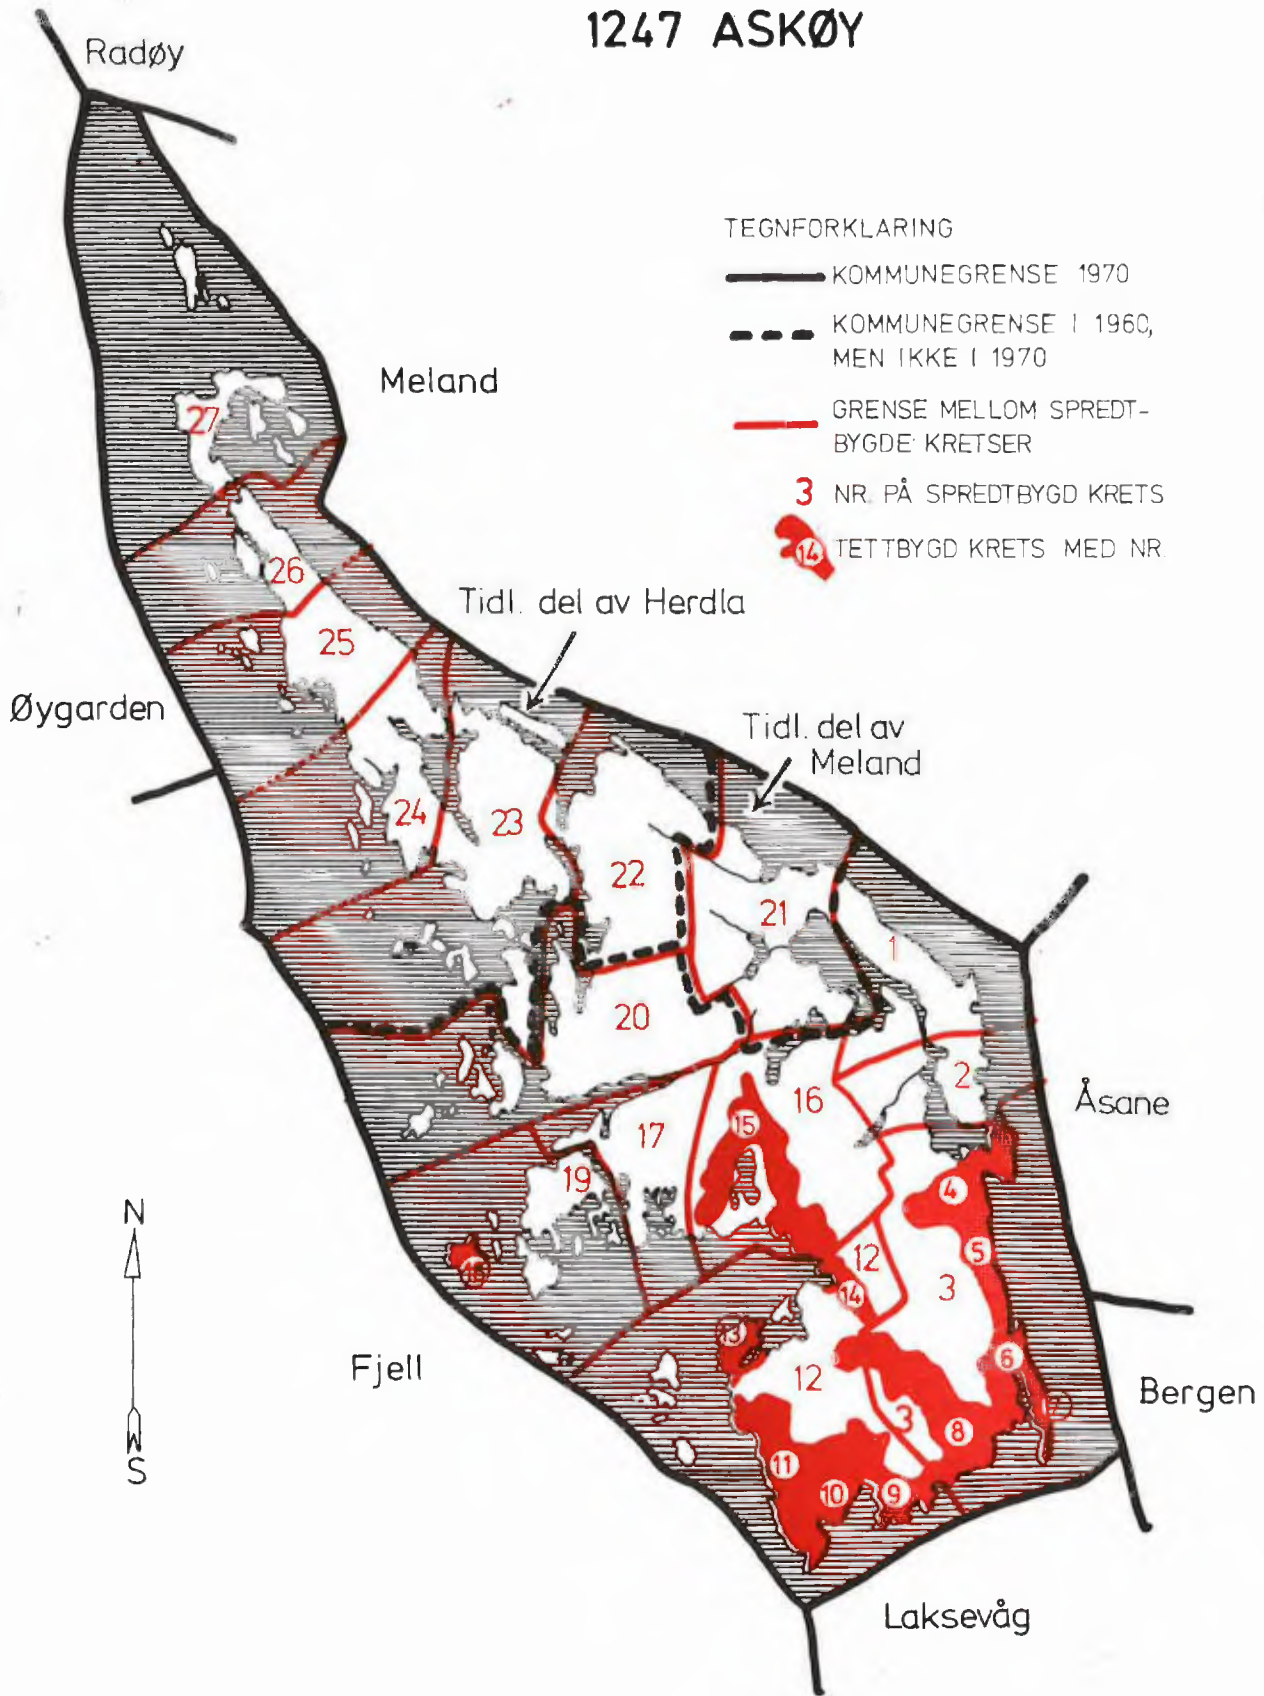 1247 ASKØY
Radøy
TEGNFORKLARING
KOMMUNEGRENSE 1970
KOMMUNEGRENSE I 1960,
MEN IKKE I 1970
GRENSE MELLOM SPREDT-
BYGDE KRETSER
3 NR. PÅ SPREDTBYGD KRETS
14 TETTBYGD KRETS MED NR.
Meland
27
26
Tidl. del av Herdla
25
Øygarden
Tidl. del av
Meland
24
23
22
21
1
20
2
Åsane
16
15
17
19
4
N
5
12
3
18
14
13
6
Fjell
12
Bergen
3
7
8
11
S
10
9
Laksevåg